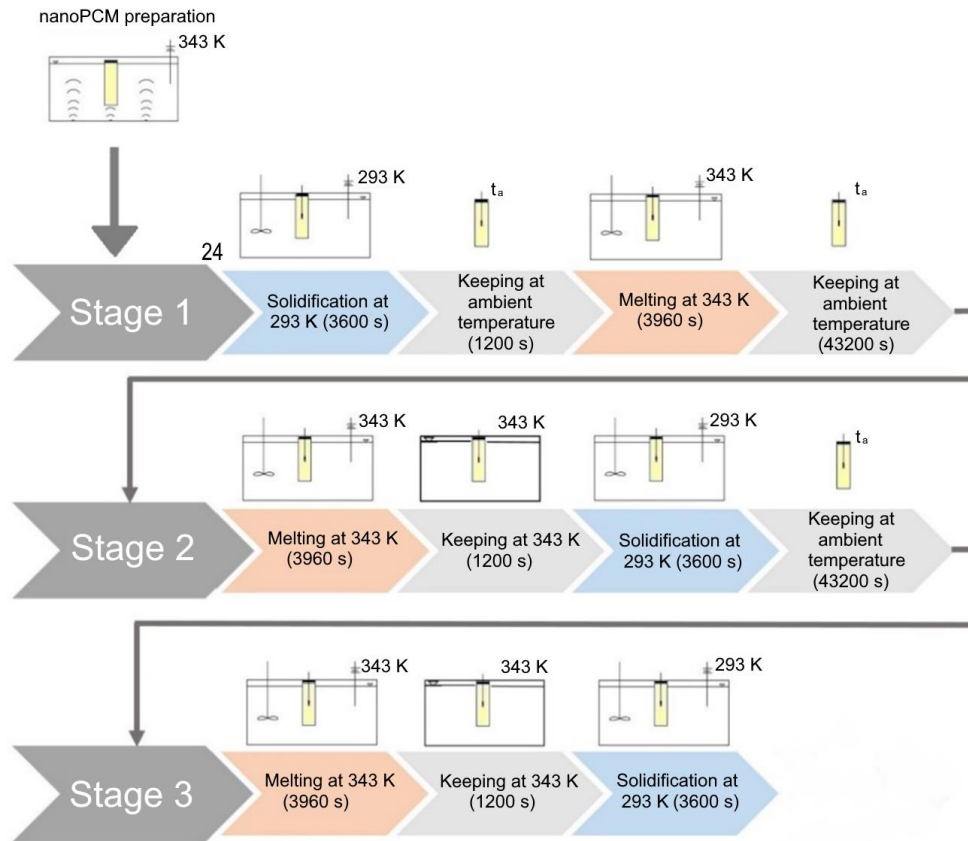 nanoPCM preparation
343 K
293 K
tₐ
343 K
tₐ
24
Stage 1
Solidification at
293 K (3600 s)
Keeping at
ambient
temperature
(1200 s)
Melting at 343 K
(3960 s)
Keeping at
ambient
temperature
(43200 s)
343 K
343 K
293 K
tₐ
Stage 2
Melting at 343 K
(3960 s)
Keeping at 343 K
(1200 s)
Solidification at
293 K (3600 s)
Keeping at
ambient
temperature
(43200 s)
343 K
343 K
293 K
Stage 3
Melting at 343 K
(3960 s)
Keeping at 343 K
(1200 s)
Solidification at
293 K (3600 s)